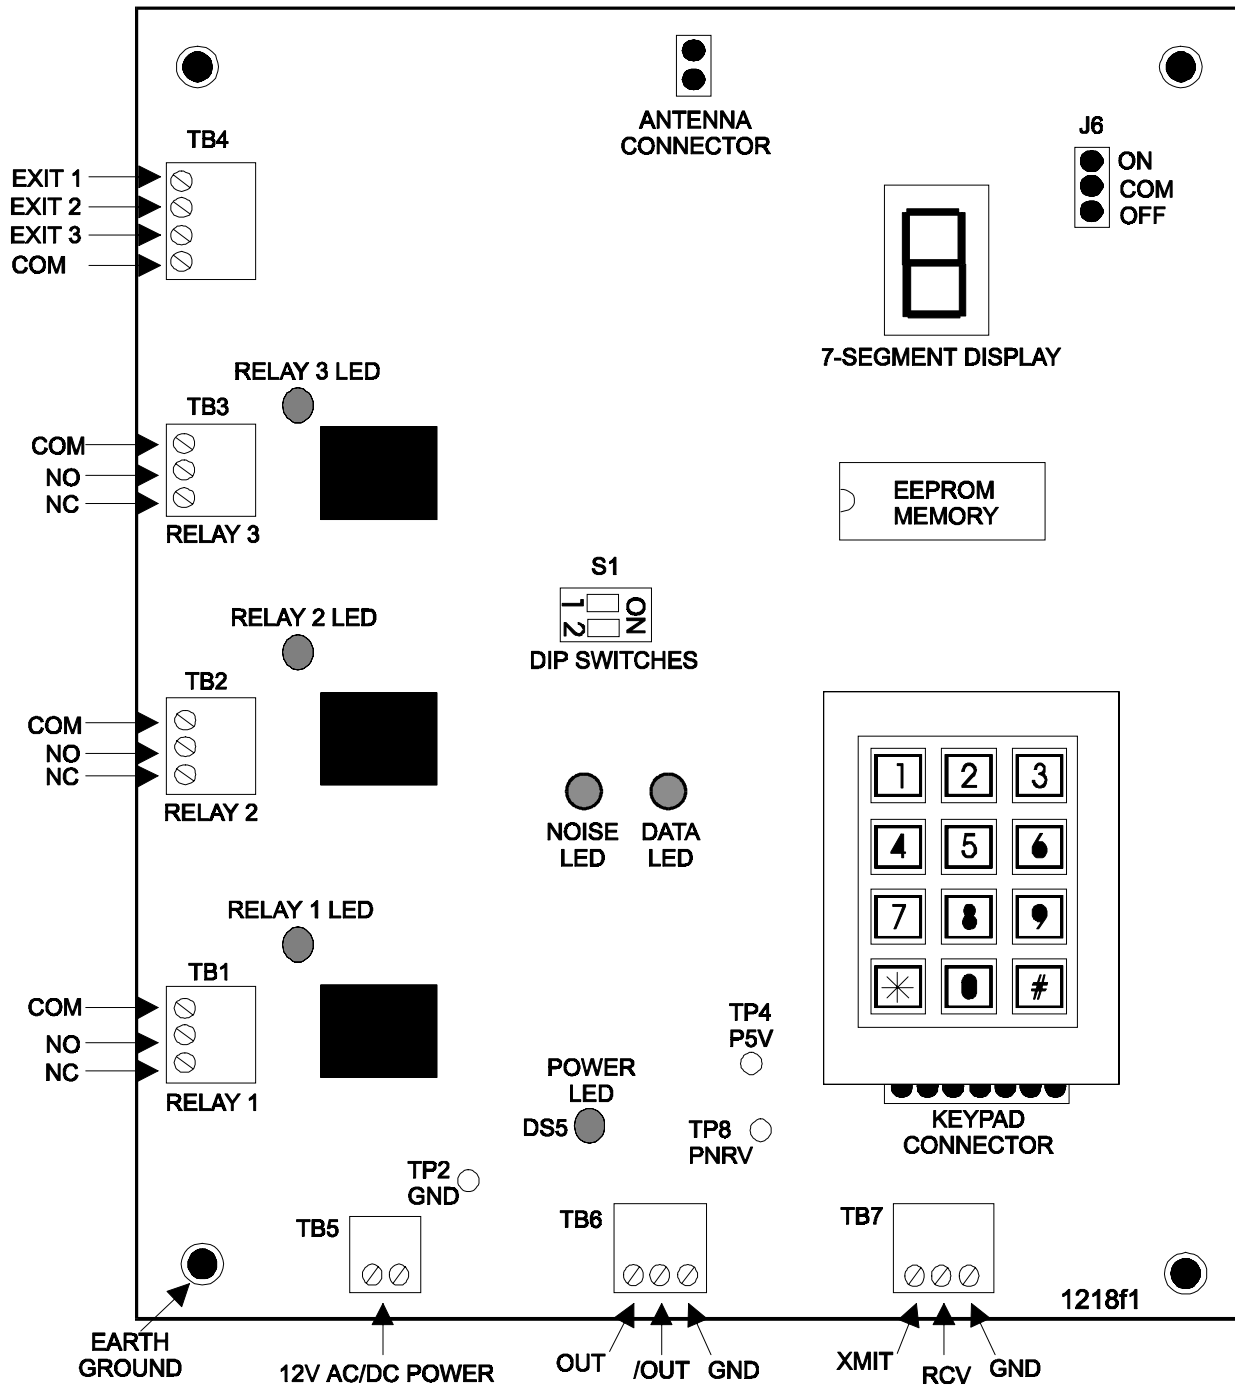 ANTENNA
CONNECTOR
J6
ON
COM
OFF
TB4
EXIT 1
EXIT 2
EXIT 3
COM
7-SEGMENT DISPLAY
RELAY 3 LED
TB3
COM
NO
NC
RELAY 3
EEPROM
MEMORY
S1
1
2
ON
DIP SWITCHES
RELAY 2 LED
TB2
COM
NO
NC
RELAY 2
NOISE
LED
DATA
LED
1 2 3
4 5 6
7 8 9
* 0 #
KEYPAD
CONNECTOR
RELAY 1 LED
TB1
COM
NO
NC
RELAY 1
TP4
P5V
POWER
LED
DS5
TP8
PNRV
TP2
GND
TB5
TB6
TB7
1218f1
EARTH
GROUND
12V AC/DC POWER
OUT
/OUT
GND
XMIT
RCV
GND